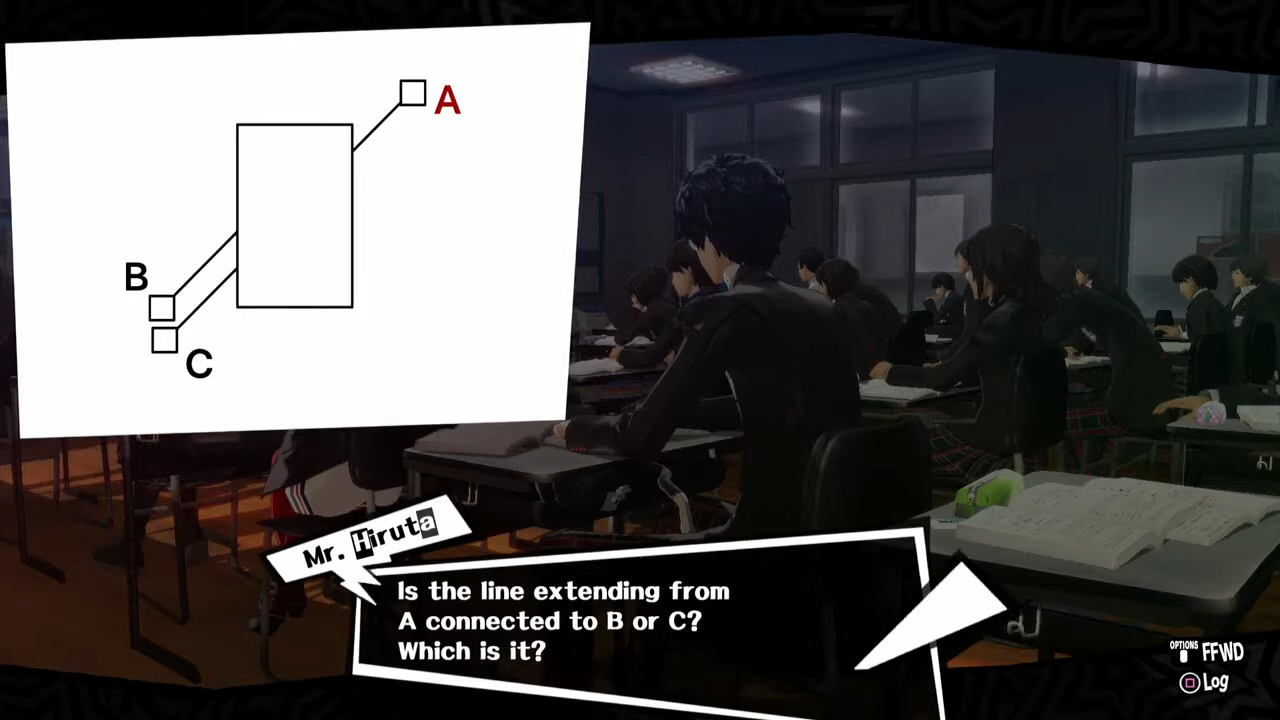 A
B
C
Mr. Hiruta
Is the line extending from
A connected to B or C?
Which is it?
OPTIONS FFWD
Log